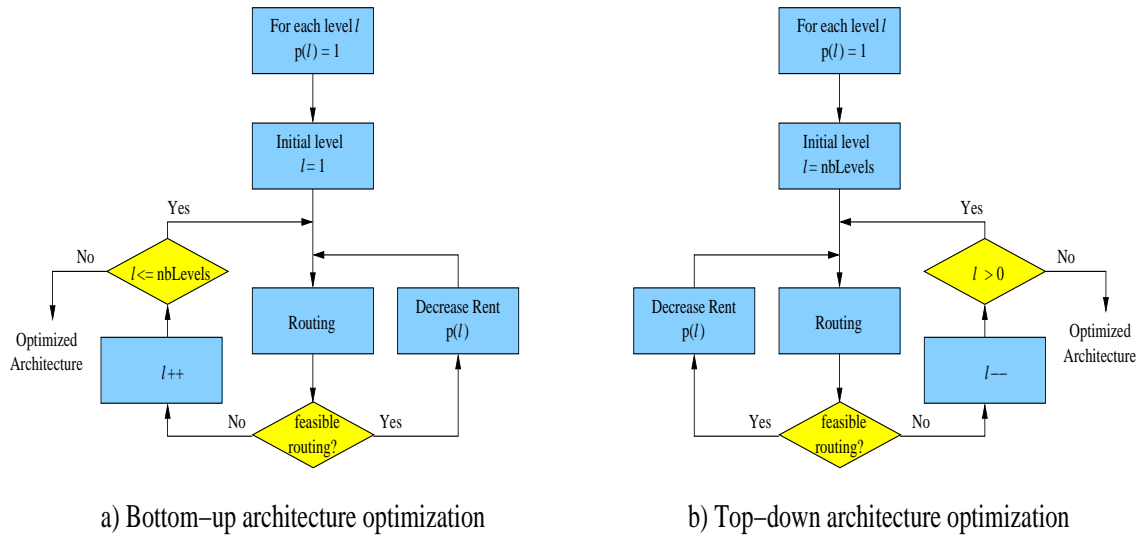 For each level l
p(l) = 1
Initial level
l = 1
Yes
No
l <= nbLevels
Routing
Decrease Rent
p(l)
Optimized
Architecture
l ++
No
feasible
routing?
Yes
a) Bottom-up architecture optimization
For each level l
p(l) = 1
Initial level
l = nbLevels
Yes
No
l > 0
Decrease Rent
p(l)
Routing
Optimized
Architecture
l --
Yes
feasible
routing?
No
b) Top-down architecture optimization